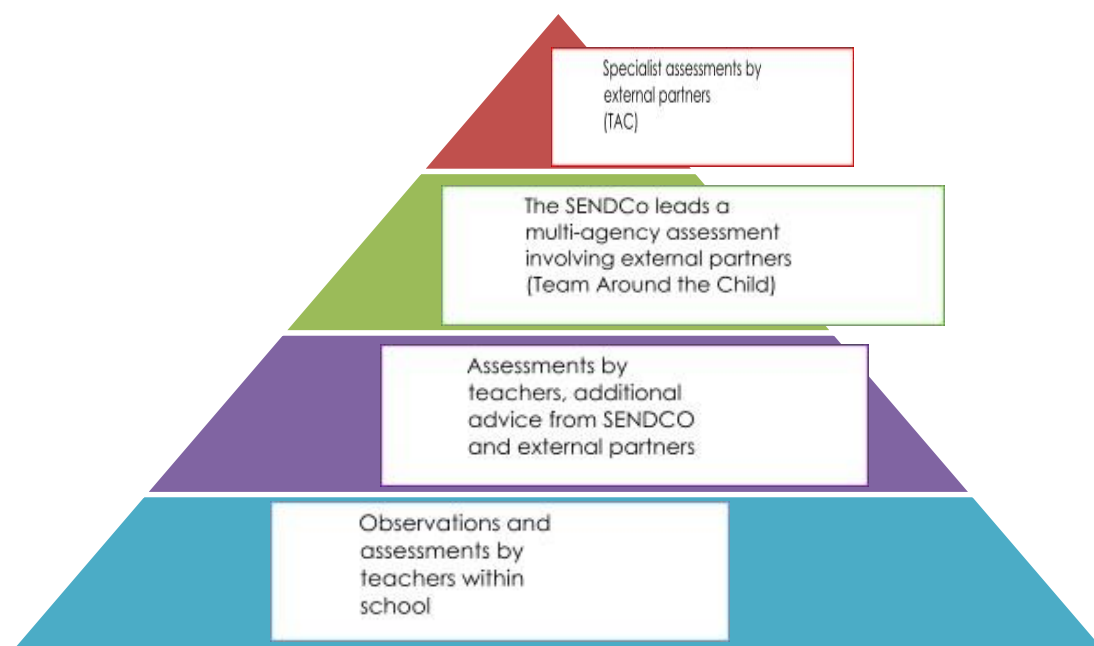 Specialist assessments by
external partners
(TAC)
The SENDCo leads a
multi-agency assessment
involving external partners
(Team Around the Child)
Assessments by
teachers, additional
advice from SENDCO
and external partners
Observations and
assessments by
teachers within
school